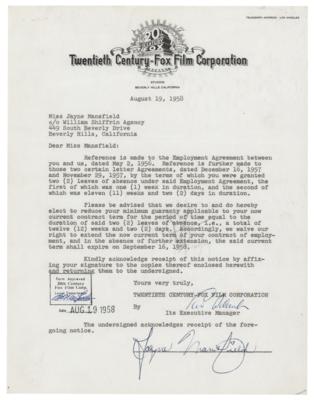 TELEGRAPHIC ADDRESS - LOS ANGELES
20th
Twentieth Century-Fox Film Corporation
STUDIOS
BEVERLY HILLS, CALIFORNIA
August 19, 1958
Miss Jayne Mansfield
c/o William Shiffrin Agency
449 South Beverly Drive
Beverly Hills, California
Dear Miss Mansfield:
Reference is made to the Employment Agreement between
you and us, dated May 2, 1956. Reference is further made to
those two certain letter Agreements, dated December 16, 1957
and November 29, 1957, by the terms of which you were granted
two (2) leaves of absence under said Employment Agreement, the
first of which was one (1) week in duration, and the second of
which was eleven (11) weeks and two (2) days in duration.
Please be advised that we desire to and do hereby
elect to reduce your minimum guaranty applicable to your now
current contract term for the period of time equal to the
duration of said two (2) leaves of absence, i.e., a total of
twelve (12) weeks and two (2) days. Accordingly, we waive our
right to extend the now current term of your contract of employ-
ment, and in the absence of further extension, the said current
term shall expire on September 16, 1958.
Kindly acknowledge receipt of this notice by affix-
ing your signature to the copies thereof enclosed herewith
and returning them to the undersigned.
Yours very truly,
TWENTIETH CENTURY-FOX FILM CORPORATION
By
Its Executive Manager
Form Approved
20th Century
Fox Film Corp.
Legal Department
Date AUG 19 1958
The undersigned acknowledges receipt of the fore-
going notice.
Jayne Mansfield